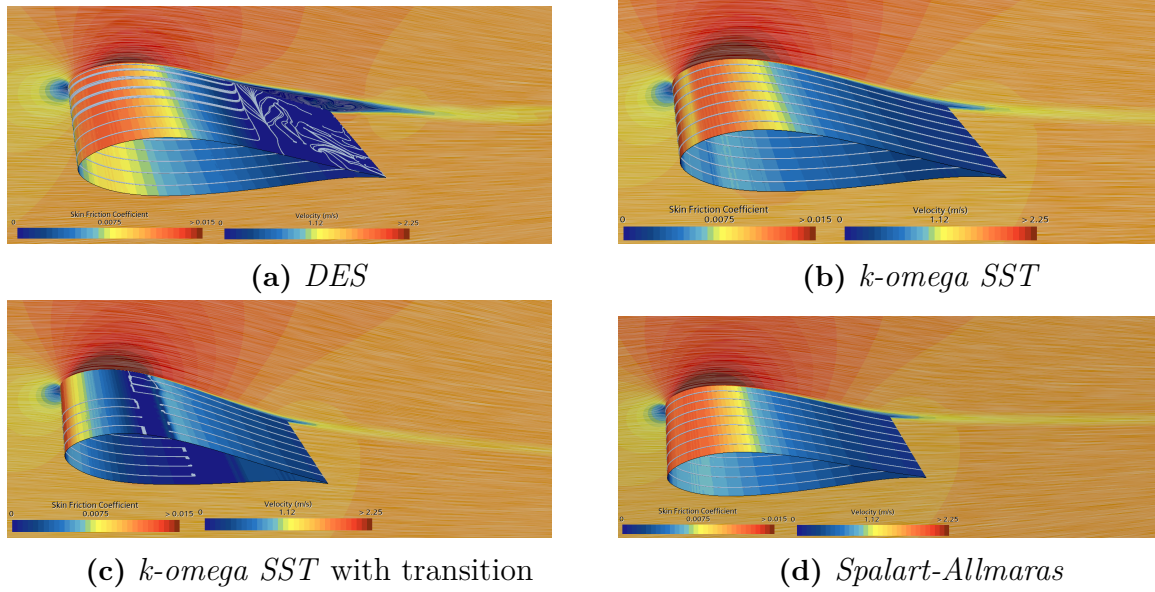 Skin Friction Coefficient
0 0.0075 > 0.015
Velocity (m/s)
0 1.12 > 2.25
(a) DES
Skin Friction Coefficient
0 0.0075 > 0.015
Velocity (m/s)
0 1.12 > 2.25
(b) k-omega SST
Skin Friction Coefficient
0 0.0075 > 0.015
Velocity (m/s)
0 1.12 > 2.25
(c) k-omega SST with transition
Skin Friction Coefficient
0 0.0075 > 0.015
Velocity (m/s)
0 1.12 > 2.25
(d) Spalart-Allmaras